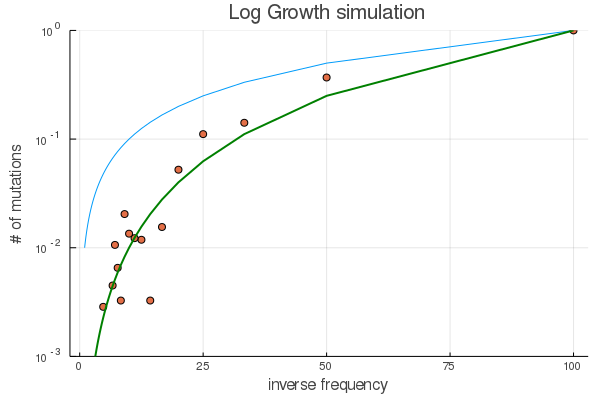 Log Growth simulation
10^0
10^-1
10^-2
10^-3
# of mutations
0 25 50 75 100
inverse frequency